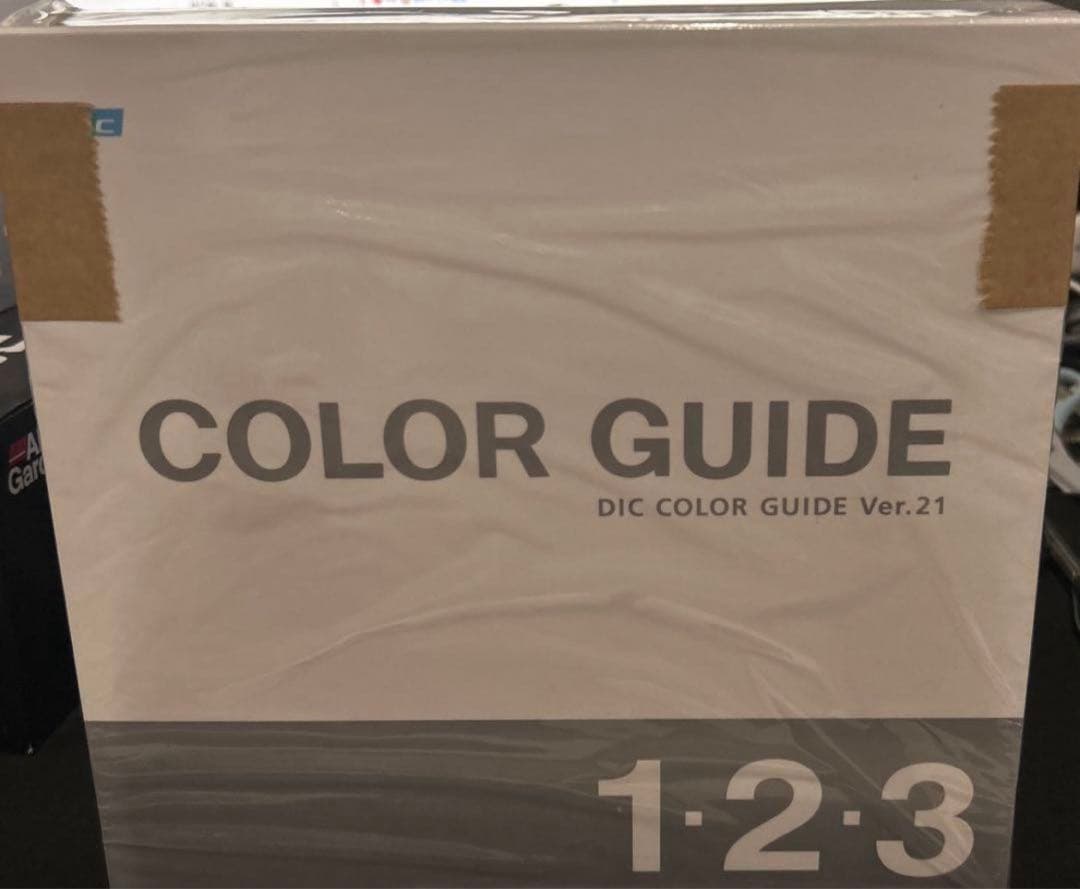 C
COLOR GUIDE
DIC COLOR GUIDE Ver.21
1·2·3